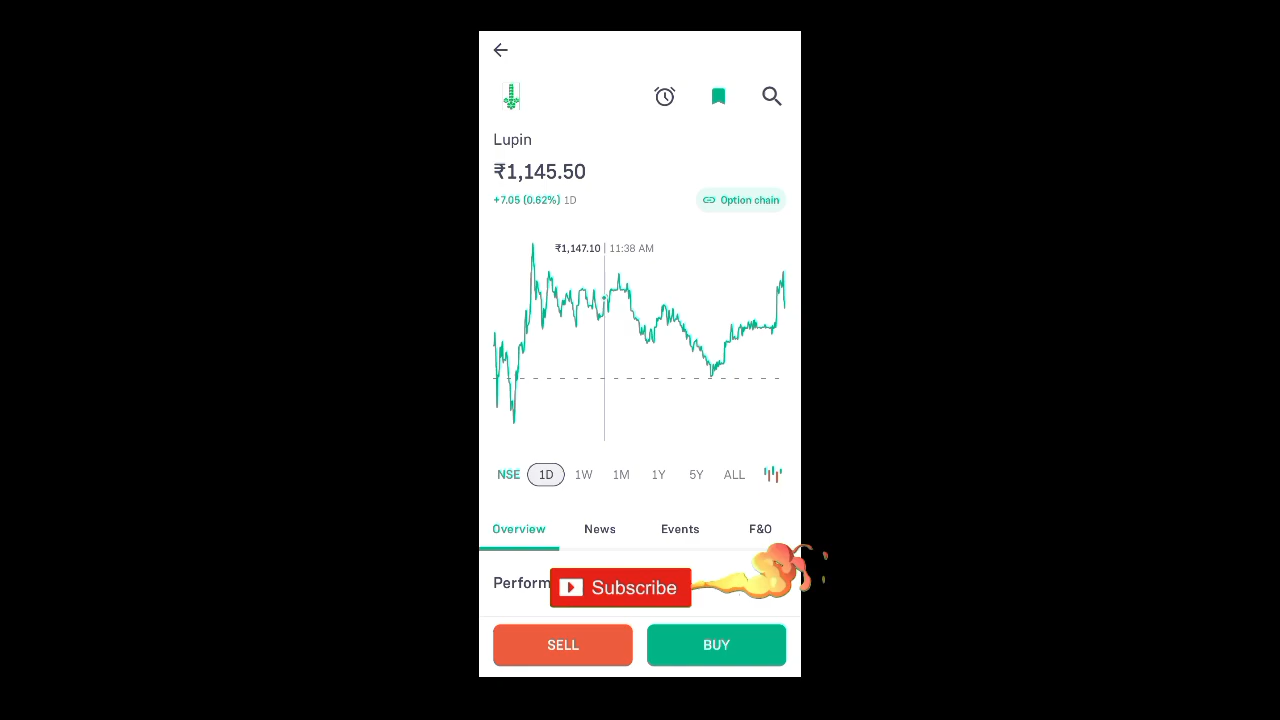 Lupin
₹1,145.50
+7.05 (0.62%) 1D
Option chain
₹1,147.10 | 11:38 AM
NSE 1D 1W 1M 1Y 5Y ALL
Overview News Events F&O
Perform
Subscribe
SELL BUY